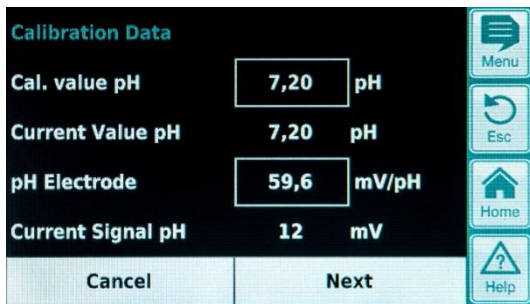 Calibration Data
Menu
Cal. value pH 7,20 pH
Current Value pH 7,20 pH
Esc
pH Electrode 59,6 mV/pH
Home
Current Signal pH 12 mV
Cancel Next
Help